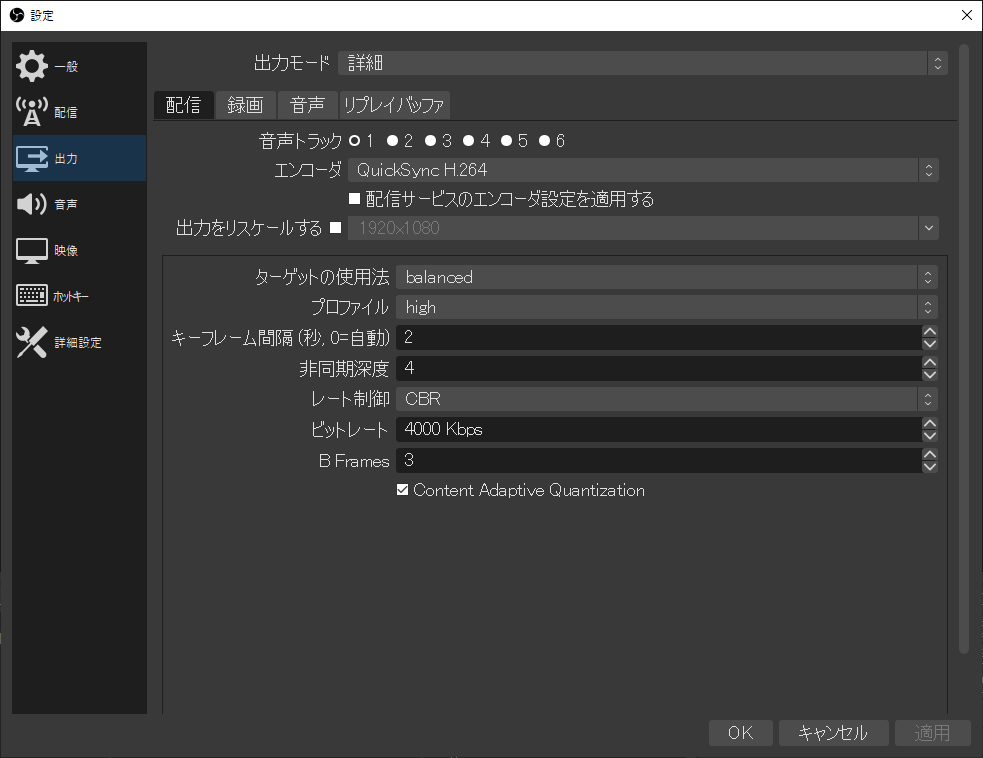 設定
一般
配信
出力
音声
映像
ホットキー
詳細設定
出力モード 詳細
配信 録画 音声 リプレイバッファ
音声トラック 1 2 3 4 5 6
エンコーダ QuickSync H.264
配信サービスのエンコーダ設定を適用する
出力をリスケールする 1920x1080
ターゲットの使用法 balanced
プロファイル high
キーフレーム間隔 (秒, 0=自動) 2
非同期深度 4
レート制御 CBR
ビットレート 4000 Kbps
B Frames 3
Content Adaptive Quantization
OK キャンセル 適用